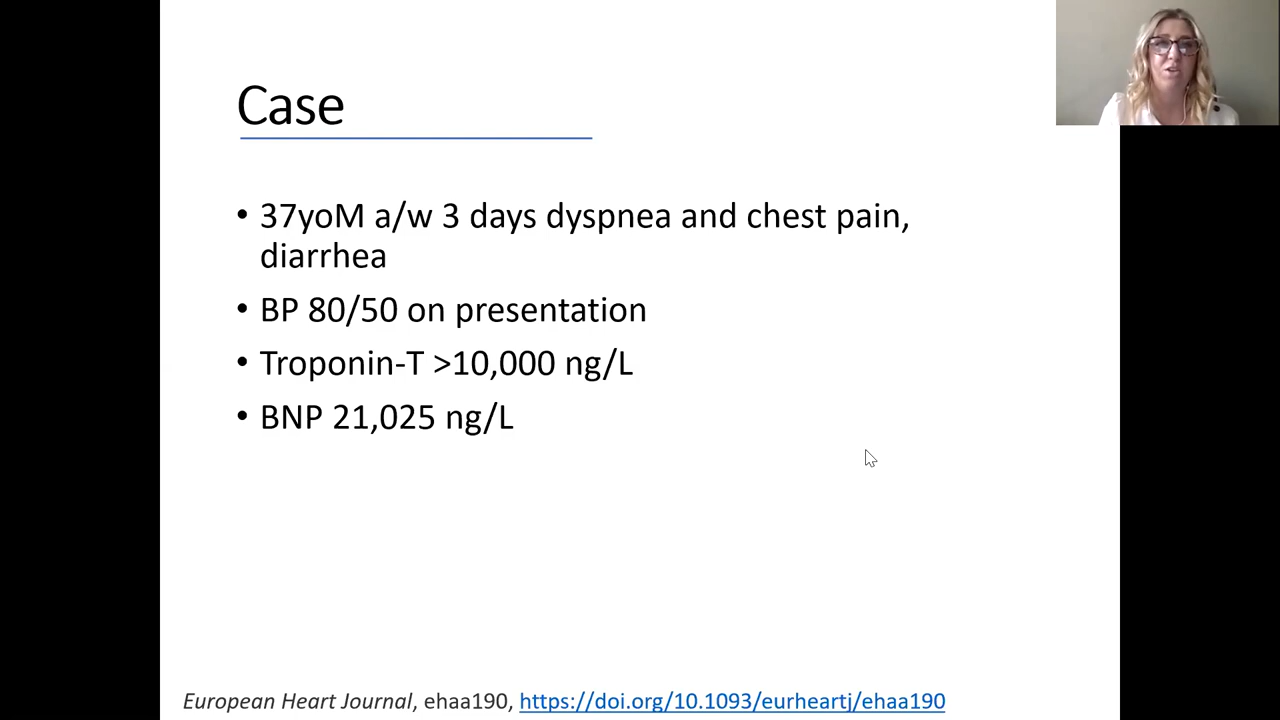 Case
• 37yoM a/w 3 days dyspnea and chest pain,
diarrhea
• BP 80/50 on presentation
• Troponin-T >10,000 ng/L
• BNP 21,025 ng/L
European Heart Journal, ehaa190, https://doi.org/10.1093/eurheartj/ehaa190